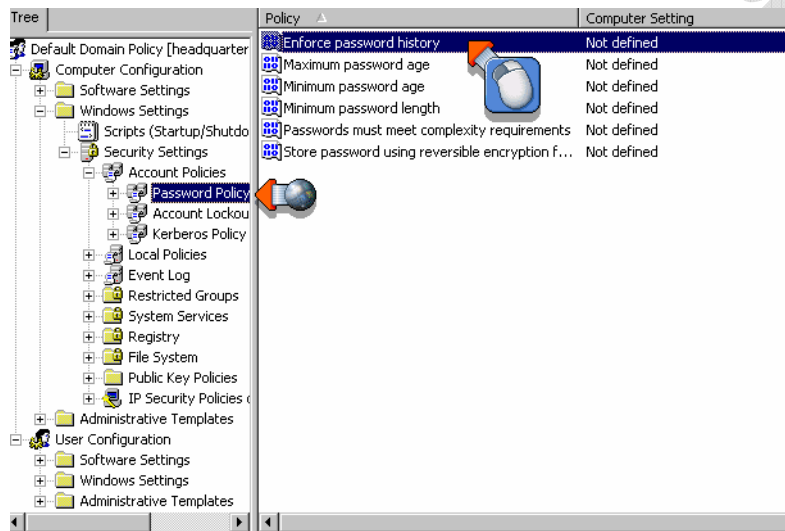 Tree
Default Domain Policy [headquarter
Computer Configuration
Software Settings
Windows Settings
Scripts (Startup/Shutdo
Security Settings
Account Policies
Password Policy
Account Lockou
Kerberos Policy
Local Policies
Event Log
Restricted Groups
System Services
Registry
File System
Public Key Policies
IP Security Policies
Administrative Templates
User Configuration
Software Settings
Windows Settings
Administrative Templates
Policy Computer Setting
Enforce password history Not defined
Maximum password age Not defined
Minimum password age Not defined
Minimum password length Not defined
Passwords must meet complexity requirements Not defined
Store password using reversible encryption f... Not defined